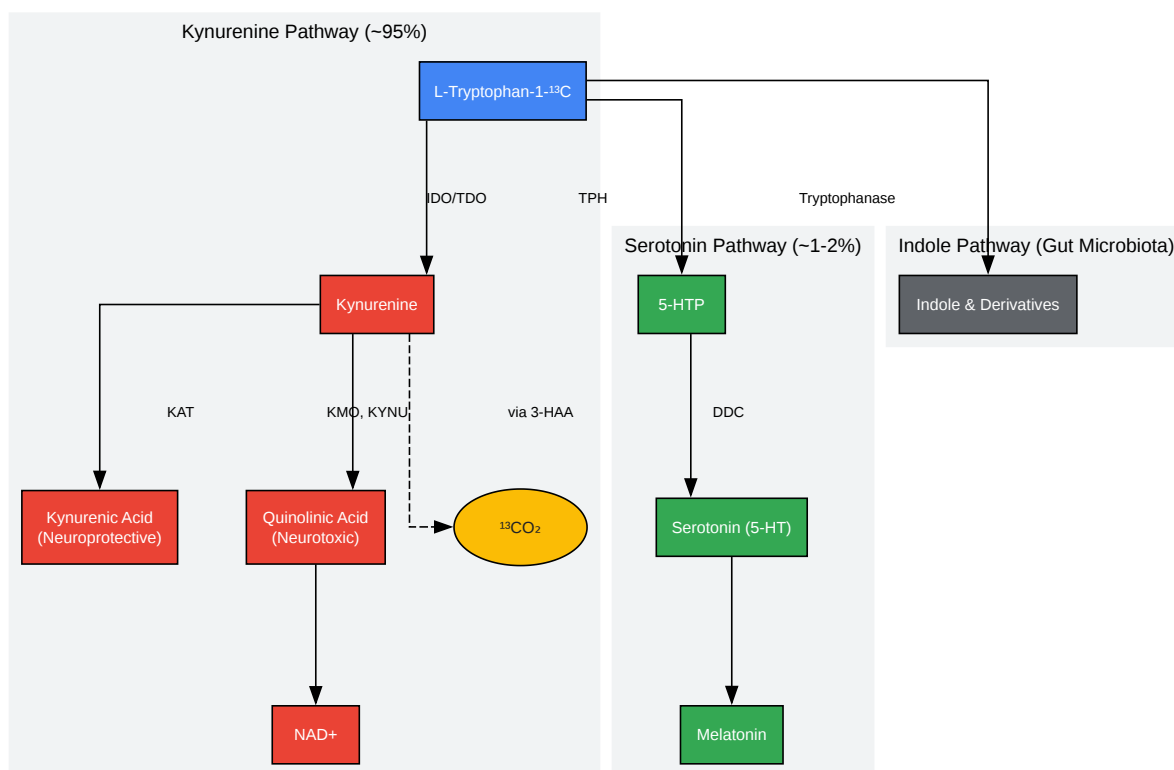 Kynurenine Pathway (~95%)
L-Tryptophan-1-¹³C
IDO/TDO
TPH
Tryptophanase
Serotonin Pathway (~1-2%)
Indole Pathway (Gut Microbiota)
Kynurenine
5-HTP
Indole & Derivatives
KAT
KMO, KYNU
via 3-HAA
DDC
Kynurenic Acid
(Neuroprotective)
Quinolinic Acid
(Neurotoxic)
¹³CO₂
Serotonin (5-HT)
NAD+
Melatonin